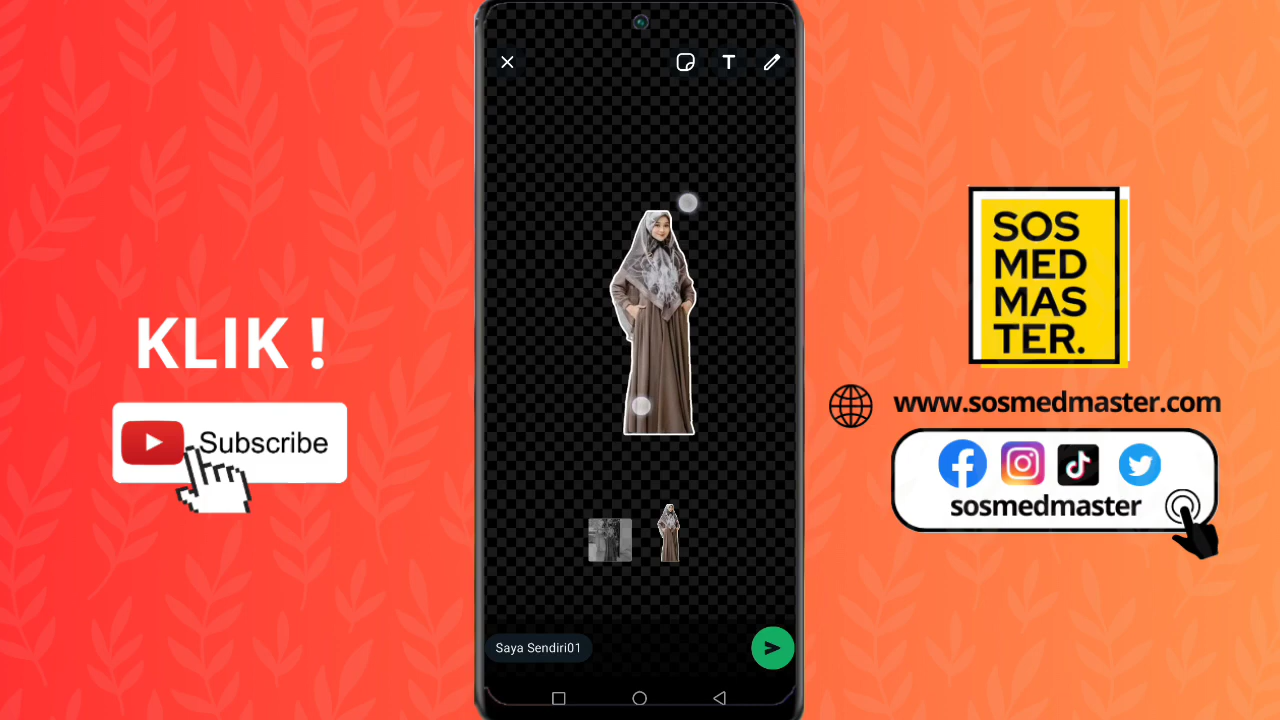 KLIK !
Subscribe
T
Saya Sendiri01
SOS
MED
MAS
TER.
www.sosmedmaster.com
sosmedmaster